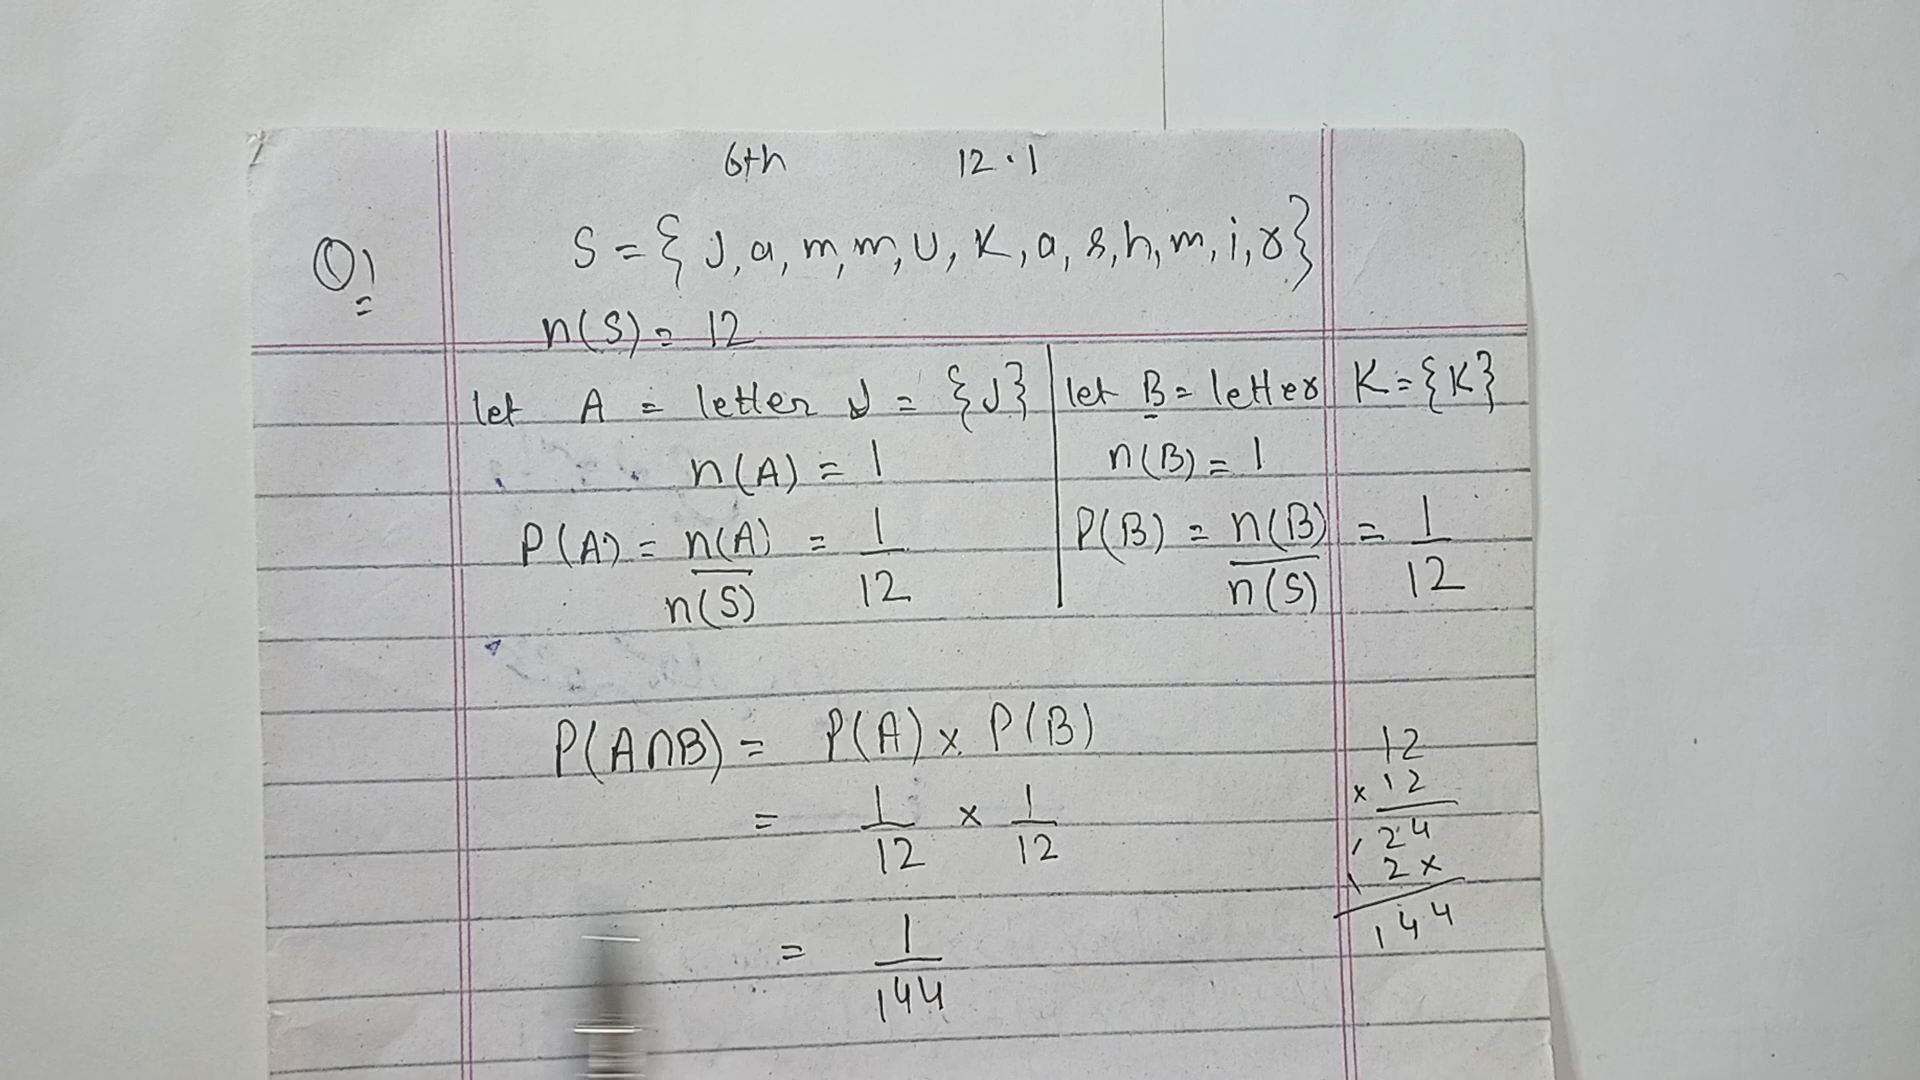 6th 12.1
Q1 S = { J, a, m, m, U, K, a, s, h, m, i, r }
n(S) = 12
let A = letter J = {J}
n(A) = 1
P(A) = n(A) / n(S) = 1/12
let B = letter K = {K}
n(B) = 1
P(B) = n(B) / n(S) = 1/12
P(A∩B) = P(A) x P(B)
= 1/12 x 1/12
= 1/144
12
x 12
24
12x
144